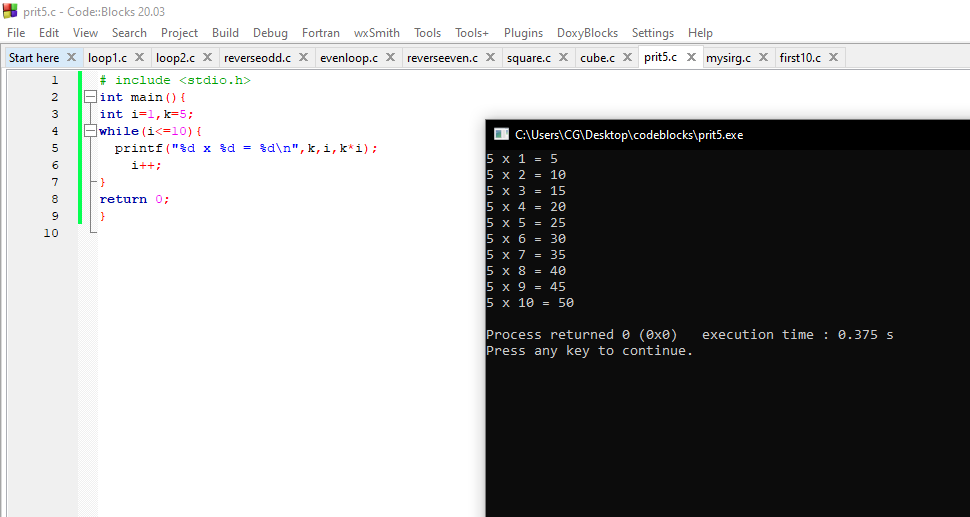 prit5.c - Code::Blocks 20.03
File Edit View Search Project Build Debug Fortran wxSmith Tools Tools+ Plugins DoxyBlocks Settings Help
Start here X loop1.c X loop2.c X reverseodd.c X evenloop.c X reverseeven.c X square.c X cube.c X prit5.c X mysirg.c X first10.c X
1 # include <stdio.h>
2 int main(){
3 int i=1,k=5;
4 while(i<=10){
5 printf("%d x %d = %d\n",k,i,k*i);
6 i++;
7 }
8 return 0;
9 }
10
C:\Users\CG\Desktop\codeblocks\prit5.exe
5 x 1 = 5
5 x 2 = 10
5 x 3 = 15
5 x 4 = 20
5 x 5 = 25
5 x 6 = 30
5 x 7 = 35
5 x 8 = 40
5 x 9 = 45
5 x 10 = 50
Process returned 0 (0x0) execution time : 0.375 s
Press any key to continue.